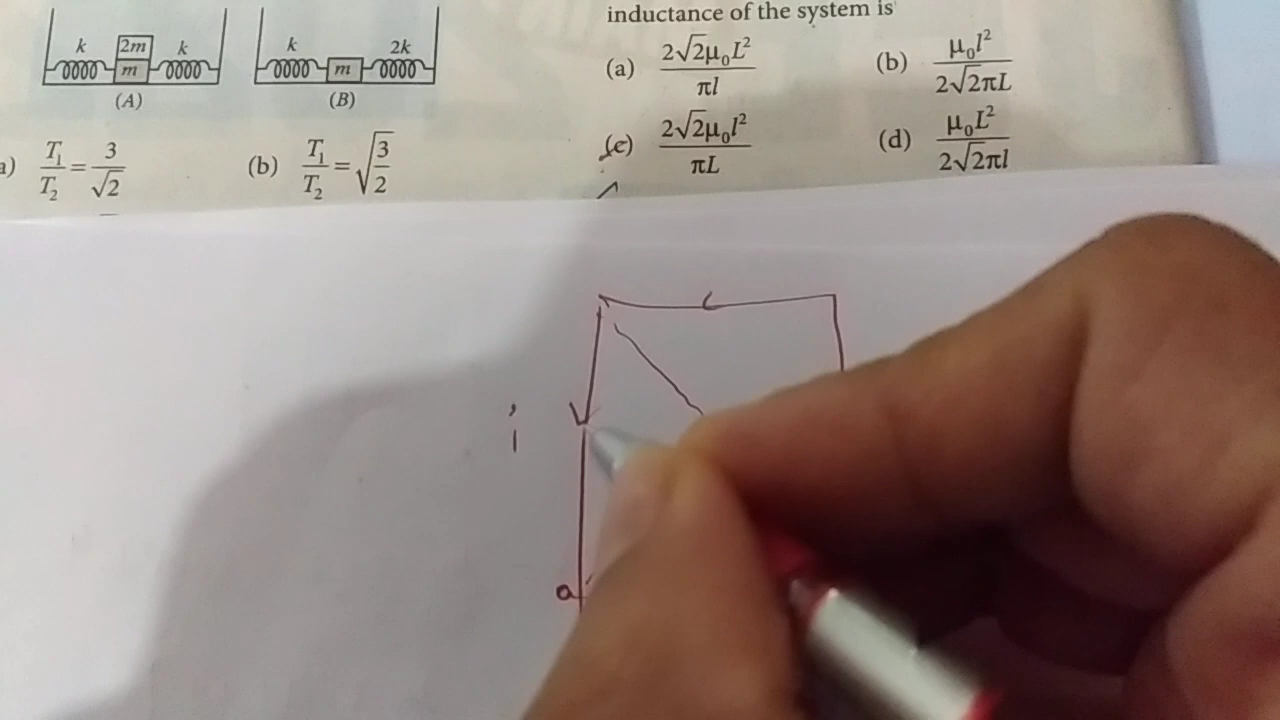 k 2m k
m
(A)
k 2k
m
(B)
a) T₁/T₂ = 3/√2 (b) T₁/T₂ = √(3/2)
inductance of the system is
(a) 2√2μ₀L²/πl (b) μ₀l²/2√2πL
(c) 2√2μ₀l²/πL (d) μ₀L²/2√2πl
i
a